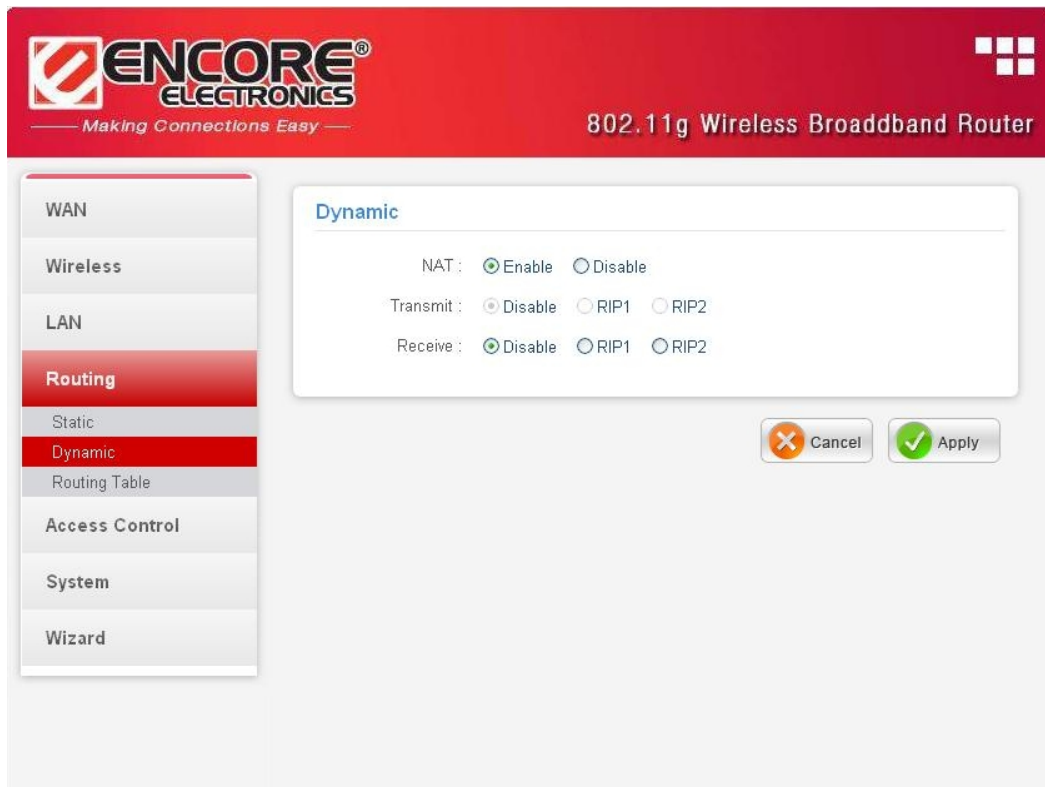 ENCORE®
ELECTRONICS
Making Connections Easy
802.11g Wireless Broaddband Router
WAN
Wireless
LAN
Routing
Static
Dynamic
Routing Table
Access Control
System
Wizard
Dynamic
NAT : Enable Disable
Transmit : Disable RIP1 RIP2
Receive : Disable RIP1 RIP2
Cancel Apply